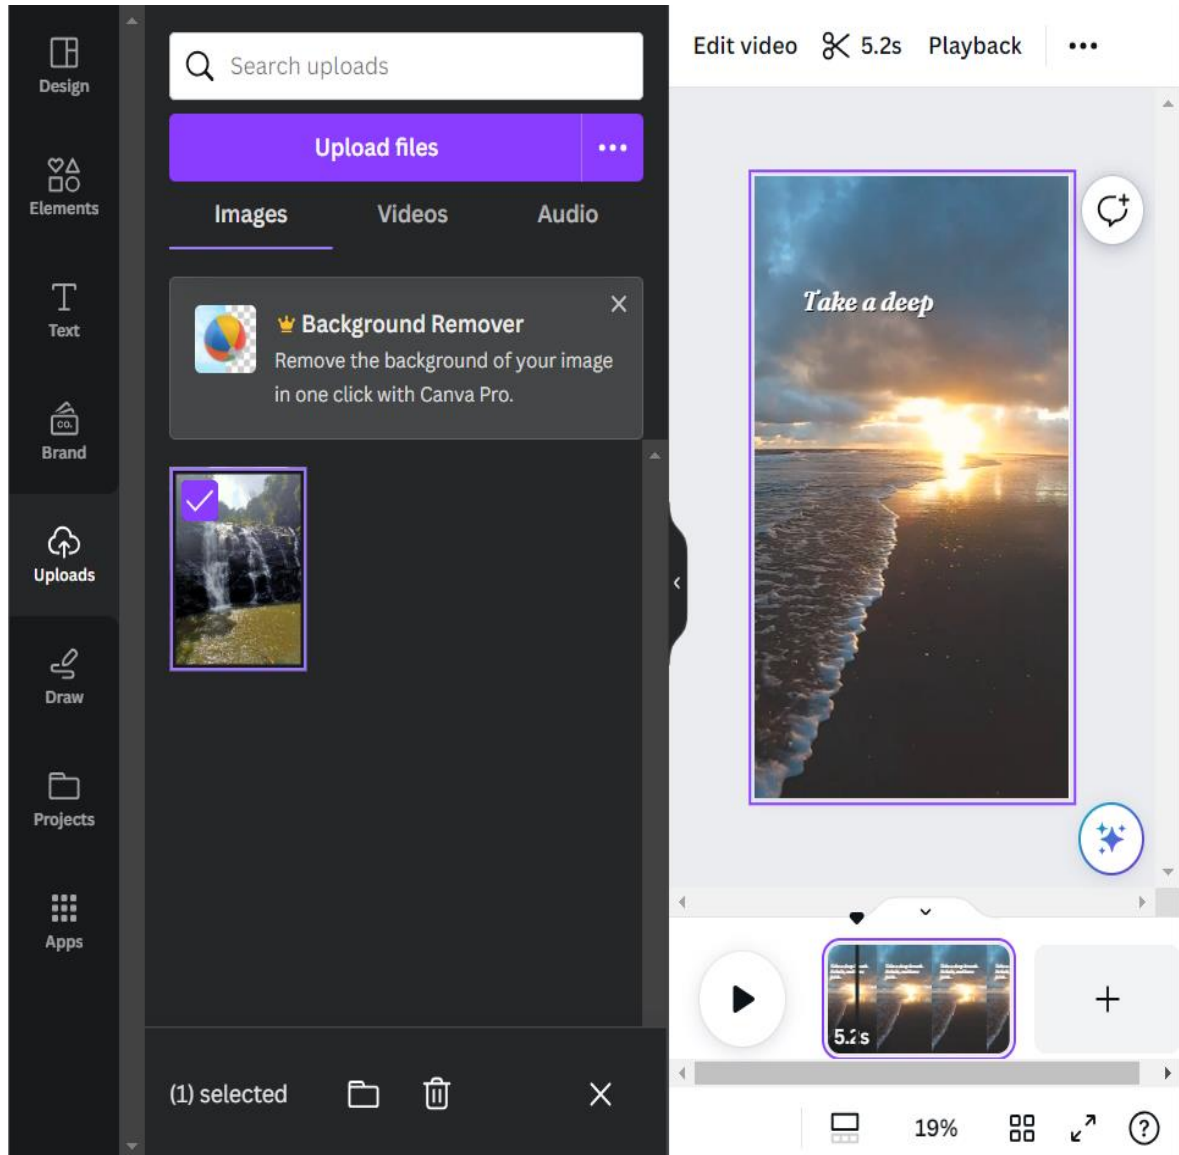 Design
Elements
Text
CO.
Brand
Uploads
Draw
Projects
Apps
Search uploads
Upload files
Images Videos Audio
Background Remover
Remove the background of your image
in one click with Canva Pro.
(1) selected
Edit video 5.2s Playback
Take a deep
5.2s
19%
?